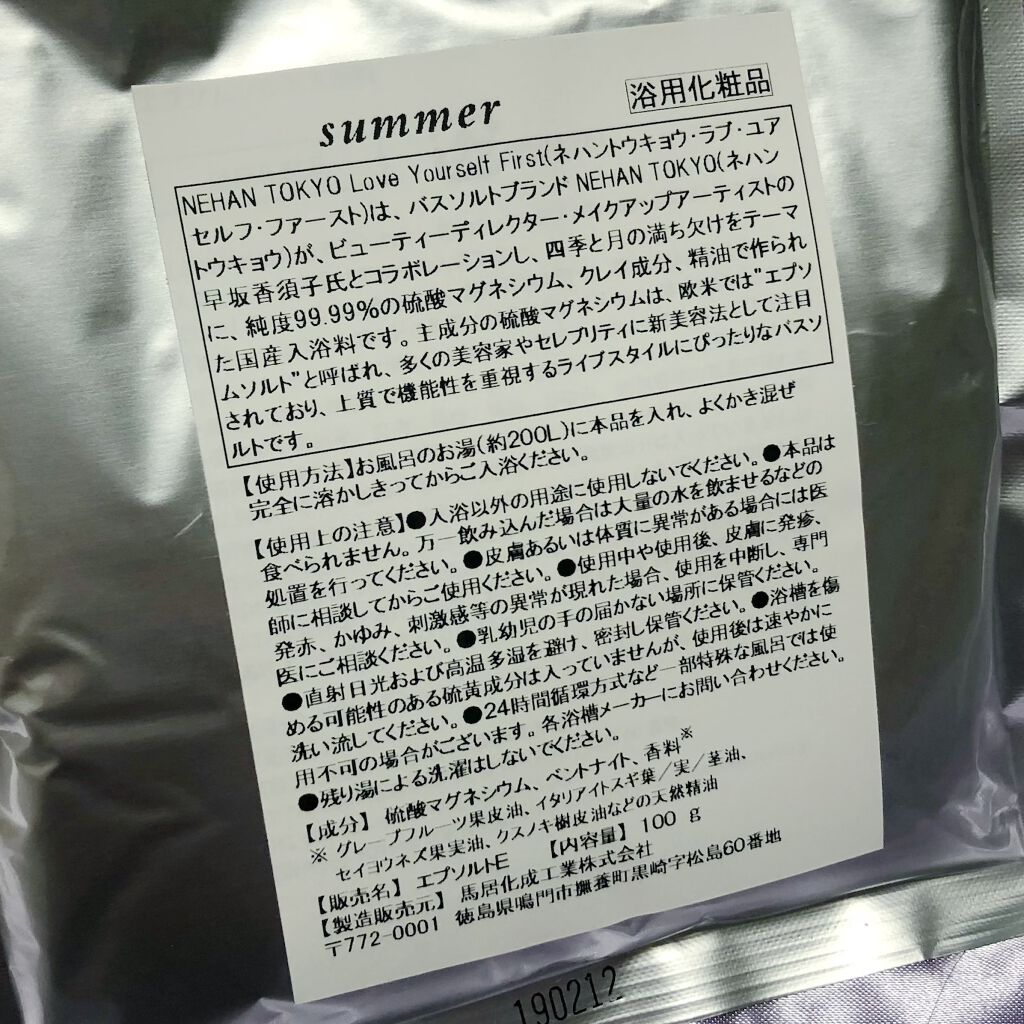 summer
浴用化粧品
NEHAN TOKYO Love Yourself First(ネハントウキョウ・ラブ・ユア
セルフ・ファースト)は、バスソルトブランド NEHAN TOKYO(ネハン
トウキョウ)が、ビューティーディレクター・メイクアップアーティストの
早坂香須子氏とコラボレーションし、四季と月の満ち欠けをテーマ
に、純度99.99%の硫酸マグネシウム、クレイ成分、精油で作られ
た国産入浴料です。主成分の硫酸マグネシウムは、欧米では"エプソ
ムソルト"と呼ばれ、多くの美容家やセレブリティに新美容法として注目
されており、上質で機能性を重視するライフスタイルにぴったりなバスソ
ルトです。
【使用方法】お風呂のお湯(約200L)に本品を入れ、よくかき混ぜ
完全に溶かしきってからご入浴ください。
【使用上の注意】●入浴以外の用途に使用しないでください。●本品は
食べられません。万一飲み込んだ場合は大量の水を飲ませるなどの
処置を行ってください。●皮膚あるいは体質に異常がある場合には医
師に相談してからご使用ください。●使用中や使用後、皮膚に発疹、
発赤、かゆみ、刺激感等の異常が現れた場合、使用を中断し、専門
医にご相談ください。●乳幼児の手の届かない場所に保管ください。
●直射日光および高温多湿を避け、密封し保管ください。●浴槽を傷
める可能性のある硫黄成分は入っていませんが、使用後は速やかに
洗い流してください。●24時間循環方式など一部特殊な風呂では使
用不可の場合がございます。各浴槽メーカーにお問い合わせください。
●残り湯による洗濯はしないでください。
【成分】 硫酸マグネシウム、ベントナイト、香料※
※ グレープフルーツ果皮油、イタリアイトスギ葉/実/茎油、
セイヨウネズ果実油、クスノキ樹皮油などの天然精油
【販売名】 エプソルトE 【内容量】 100 g
【製造販売元】 馬居化成工業株式会社
〒772-0001 徳島県鳴門市撫養町黒崎字松島60番地
190212